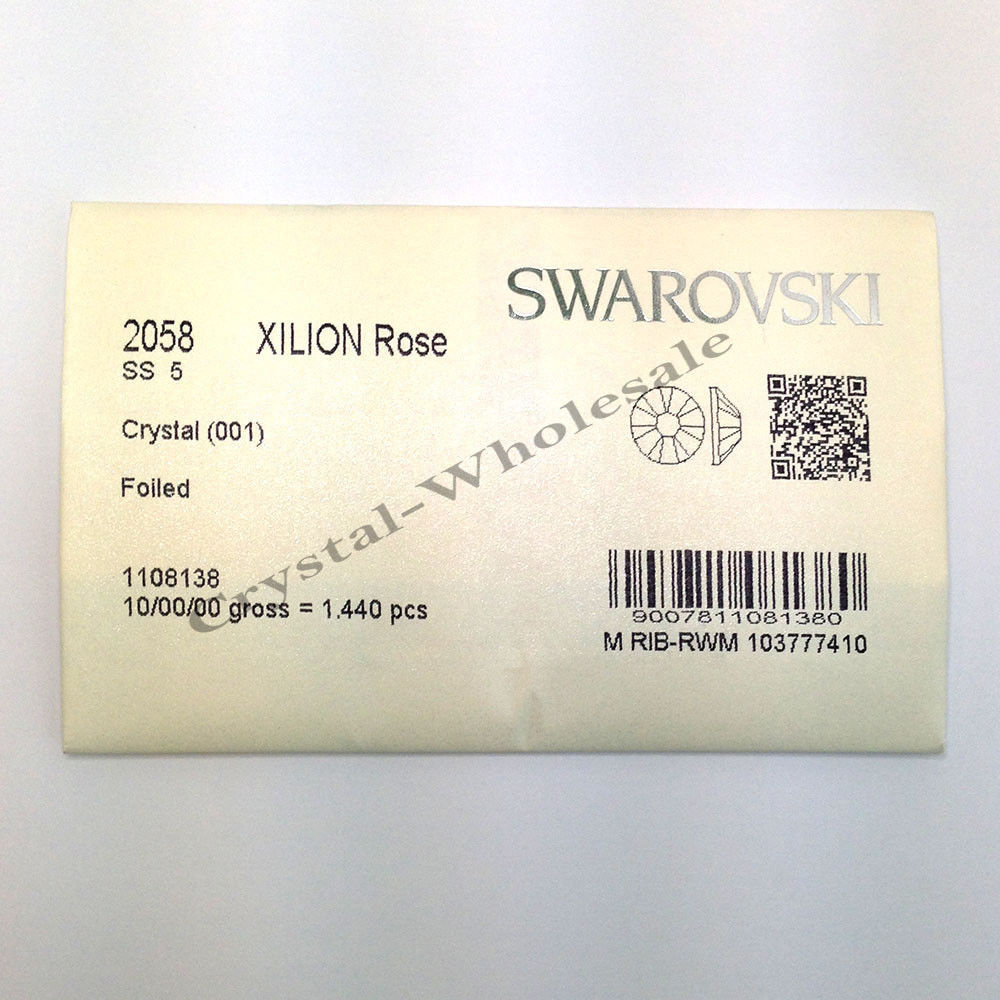 SWAROVSKI
2058 XILION Rose
SS 5
Crystal (001)
Foiled
1108138
10/00/00 gross = 1.440 pcs
9007811081380
M RIB-RWM 103777410
Crystal-Wholesale